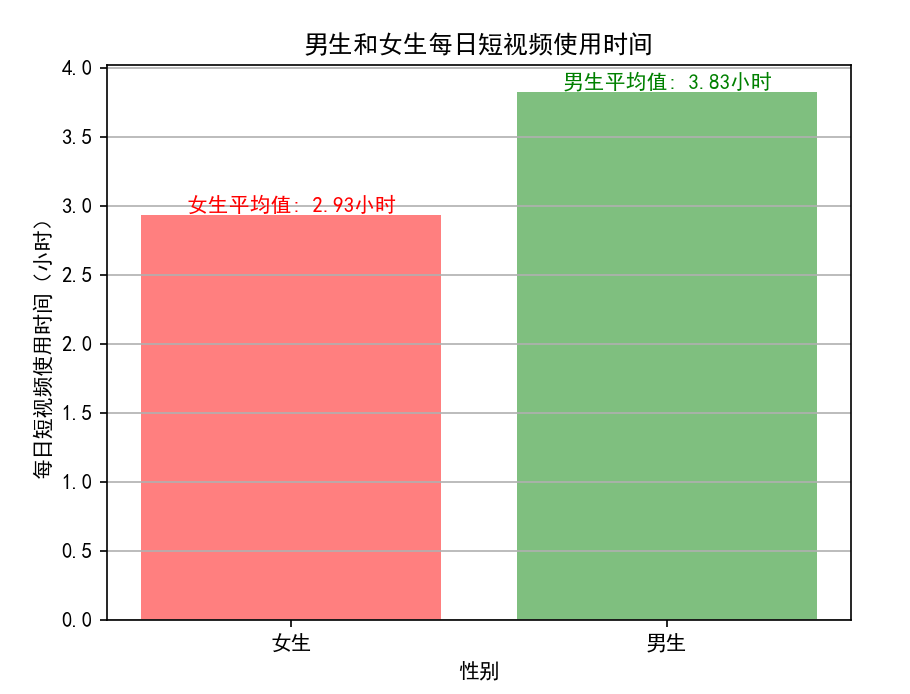 男生和女生每日短视频使用时间
4.0
3.5
3.0
2.5
2.0
1.5
1.0
0.5
0.0
每日短视频使用时间（小时）
女生平均值: 2.93小时
男生平均值: 3.83小时
女生
男生
性别